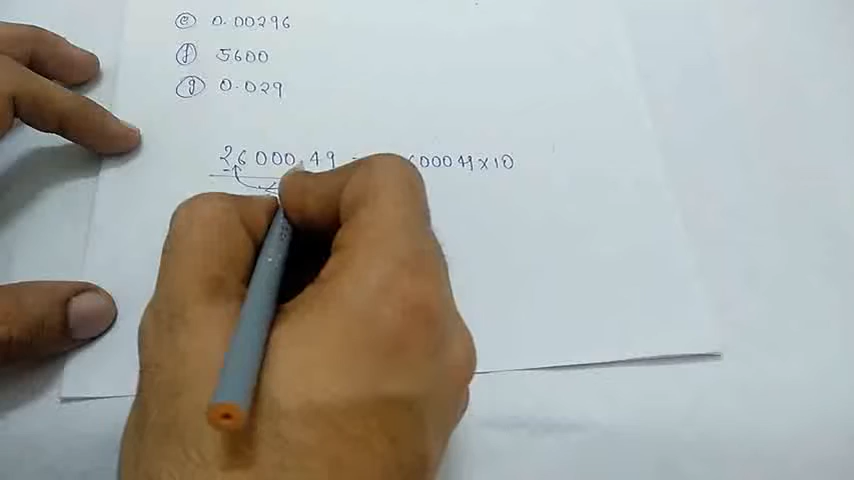 (e) 0.00296
(f) 5600
(g) 0.029
26000.49 = 600049×10